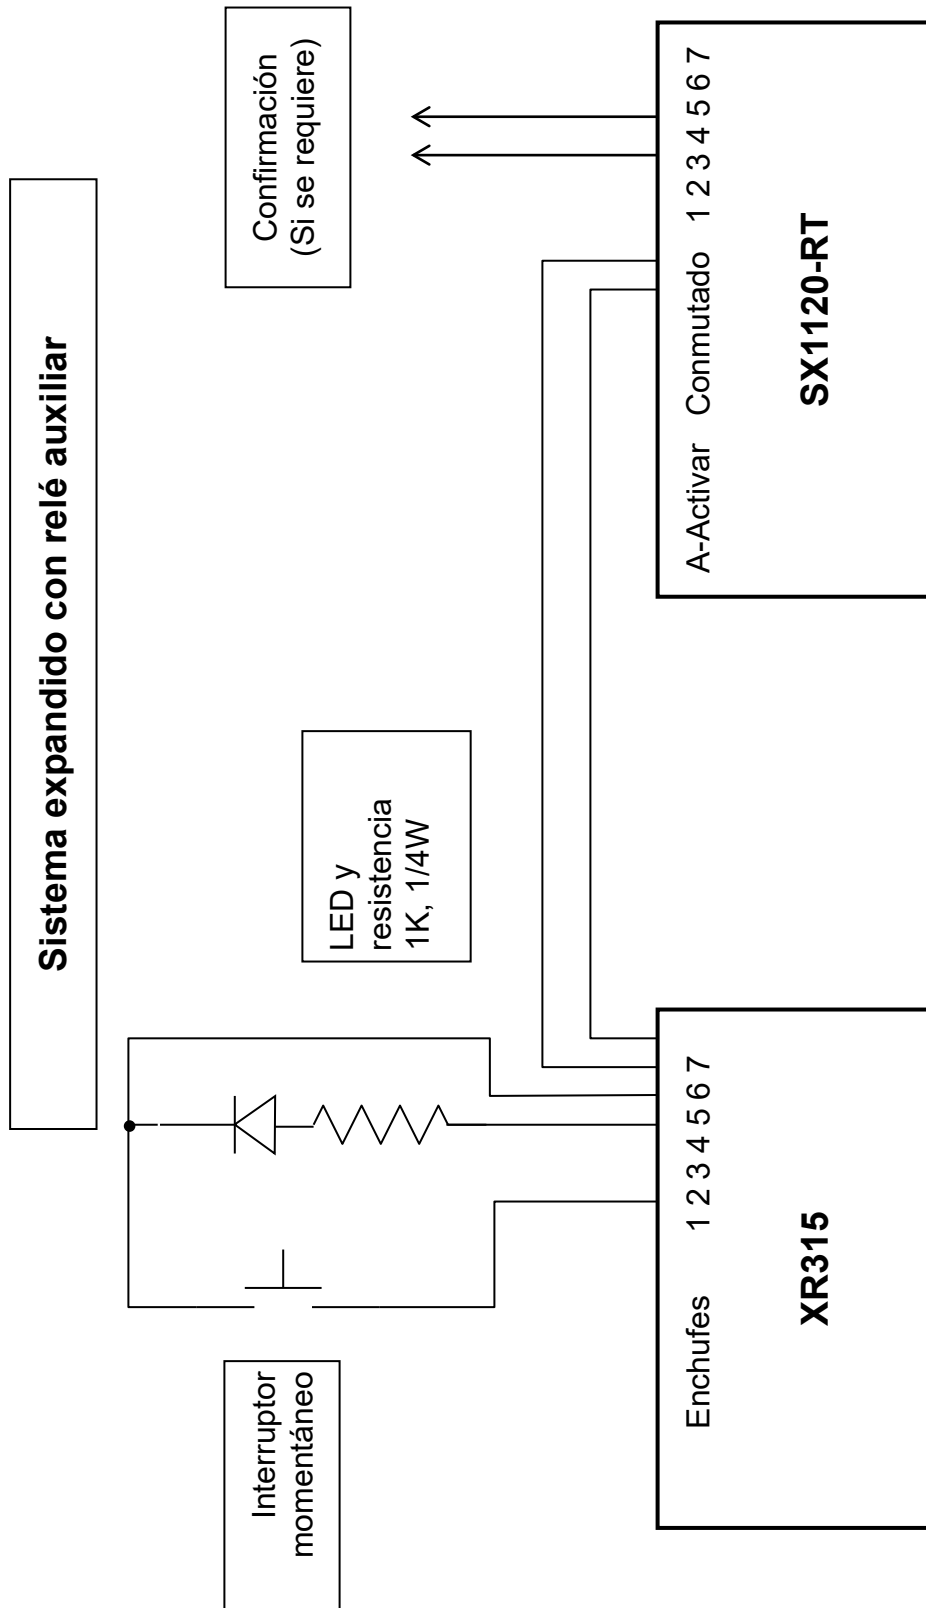 Sistema expandido con relé auxiliar
Interruptor
momentáneo
LED y
resistencia
1K, 1/4W
Confirmación
(Si se requiere)
Enchufes 1 2 3 4 5 6 7
XR315
A-Activar Conmutado 1 2 3 4 5 6 7
SX1120-RT